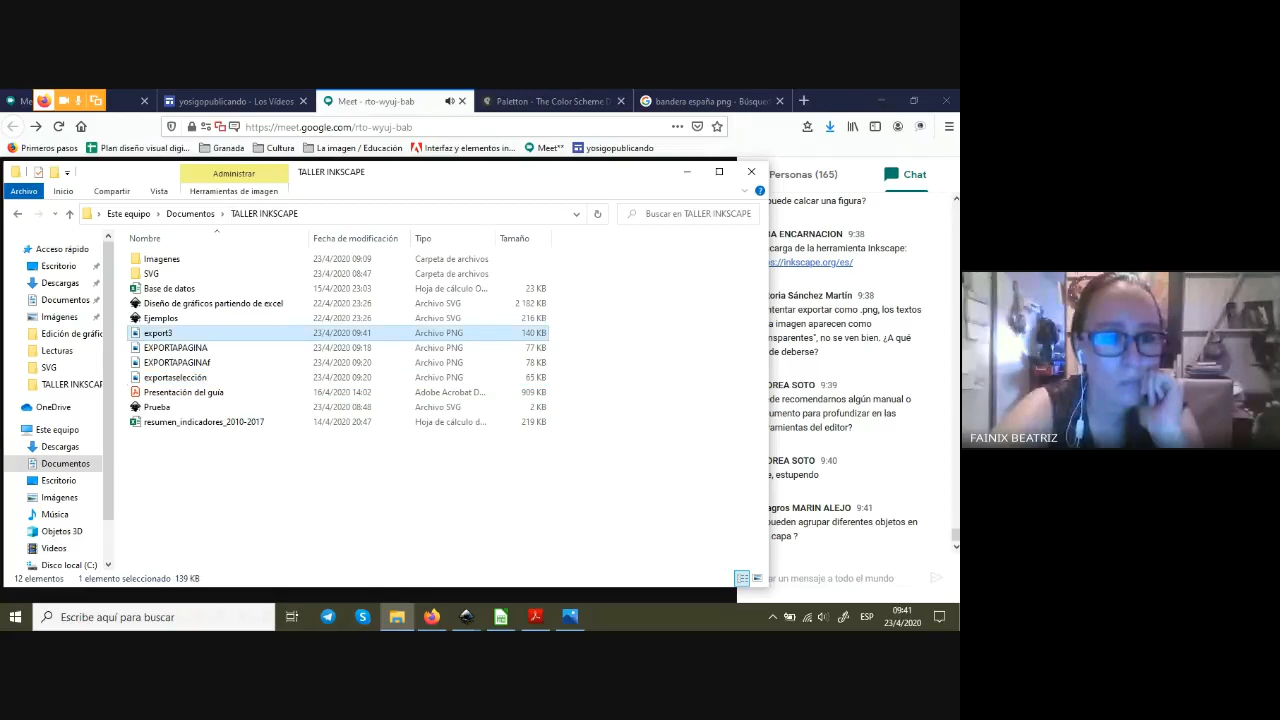 Me
yosigopublicando - Los Vídeos
Meet - rto-wyuj-bab
Paletton - The Color Scheme D
bandera españa png - Búsque
https://meet.google.com/rto-wyuj-bab
Primeros pasos
Plan diseño visual digi...
Granada
Cultura
La imagen / Educación
Interfaz y elementos in...
Meet**
yosigopublicando
Administrar
TALLER INKSCAPE
Archivo
Inicio
Compartir
Vista
Herramientas de imagen
Este equipo > Documentos > TALLER INKSCAPE
Buscar en TALLER INKSCAPE
Nombre Fecha de modificación Tipo Tamaño
Imagenes 23/4/2020 09:09 Carpeta de archivos
SVG 23/4/2020 08:47 Carpeta de archivos
Base de datos 15/4/2020 23:03 Hoja de cálculo O... 23 KB
Diseño de gráficos partiendo de excel 22/4/2020 23:26 Archivo SVG 2 182 KB
Ejemplos 22/4/2020 23:26 Archivo SVG 216 KB
export3 23/4/2020 09:41 Archivo PNG 140 KB
EXPORTAPAGINA 23/4/2020 09:18 Archivo PNG 77 KB
EXPORTAPAGINAf 23/4/2020 09:20 Archivo PNG 78 KB
exportaselección 23/4/2020 09:20 Archivo PNG 65 KB
Presentación del guía 16/4/2020 14:02 Adobe Acrobat D... 909 KB
Prueba 23/4/2020 08:48 Archivo SVG 2 KB
resumen_indicadores_2010-2017 14/4/2020 20:47 Hoja de cálculo d... 219 KB
Acceso rápido
Escritorio
Descargas
Documentos
Imágenes
Edición de gráfic
Lecturas
SVG
TALLER INKSCAP
OneDrive
Este equipo
Descargas
Documentos
Escritorio
Imágenes
Música
Objetos 3D
Vídeos
Disco local (C:)
12 elementos
1 elemento seleccionado 139 KB
Personas (165)
Chat
puede calcar una figura?
IA ENCARNACION 9:38
scarga de la herramienta Inkscape:
s://inkscape.org/es/
toria Sánchez Martín 9:38
ntentar exportar como .png, los textos
la imagen aparecen como
nsparentes", no se ven bien. ¿A qué
de deberse?
DREA SOTO 9:39
ede recomendarnos algún manual o
cumento para profundizar en las
rramientas del editor?
DREA SOTO 9:40
e, estupendo
agros MARIN ALEJO 9:41
pueden agrupar diferentes objetos en
capa ?
ar un mensaje a todo el mundo
Escribe aquí para buscar
ESP
09:41
23/4/2020
FAINIX BEATRIZ